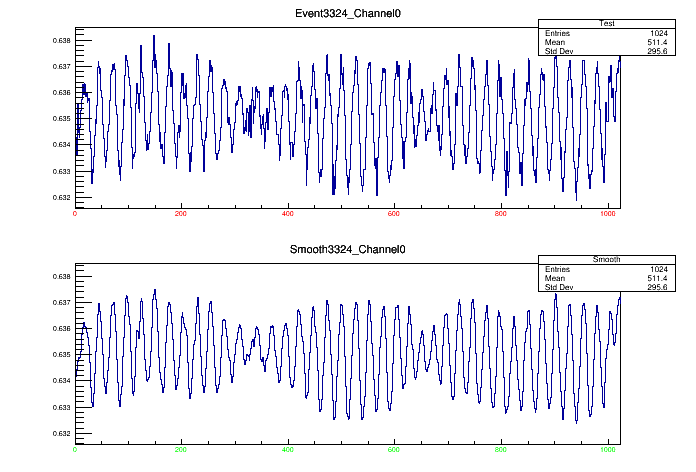 Event3324_Channel0
Test
Entries 1024
Mean 511.4
Std Dev 295.6
0.638
0.637
0.636
0.635
0.634
0.633
0.632
0 200 400 600 800 1000
Smooth3324_Channel0
Smooth
Entries 1024
Mean 511.4
Std Dev 295.6
0.638
0.637
0.636
0.635
0.634
0.633
0.632
0 200 400 600 800 1000